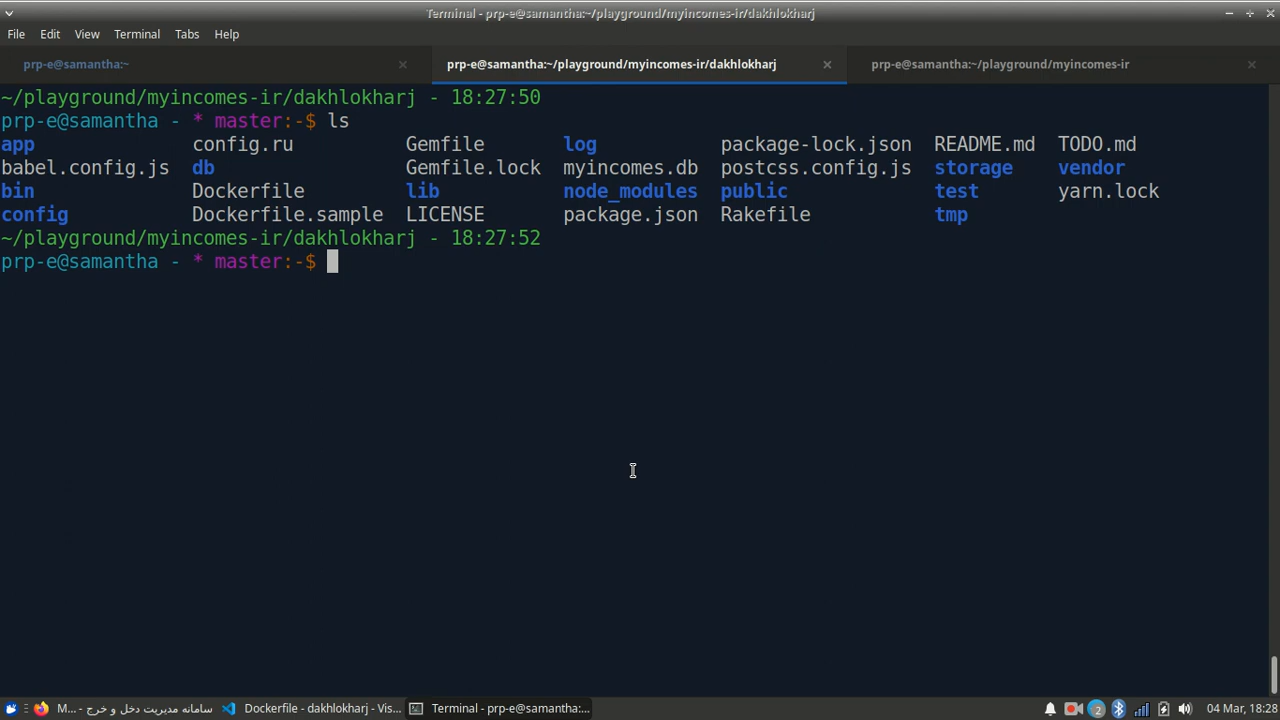 Terminal - prp-e@samantha:~/playground/myincomes-ir/dakhlokharj
File Edit View Terminal Tabs Help
prp-e@samantha:~ prp-e@samantha:~/playground/myincomes-ir/dakhlokharj prp-e@samantha:~/playground/myincomes-ir
~/playground/myincomes-ir/dakhlokharj - 18:27:50
prp-e@samantha - * master:-$ ls
app config.ru Gemfile log package-lock.json README.md TODO.md
babel.config.js db Gemfile.lock myincomes.db postcss.config.js storage vendor
bin Dockerfile lib node_modules public test yarn.lock
config Dockerfile.sample LICENSE package.json Rakefile tmp
~/playground/myincomes-ir/dakhlokharj - 18:27:52
prp-e@samantha - * master:-$
سامانه مدیریت دخل و خرج - M... Dockerfile - dakhlokharj - Vis... Terminal - prp-e@samantha:... 2 04 Mar, 18:28